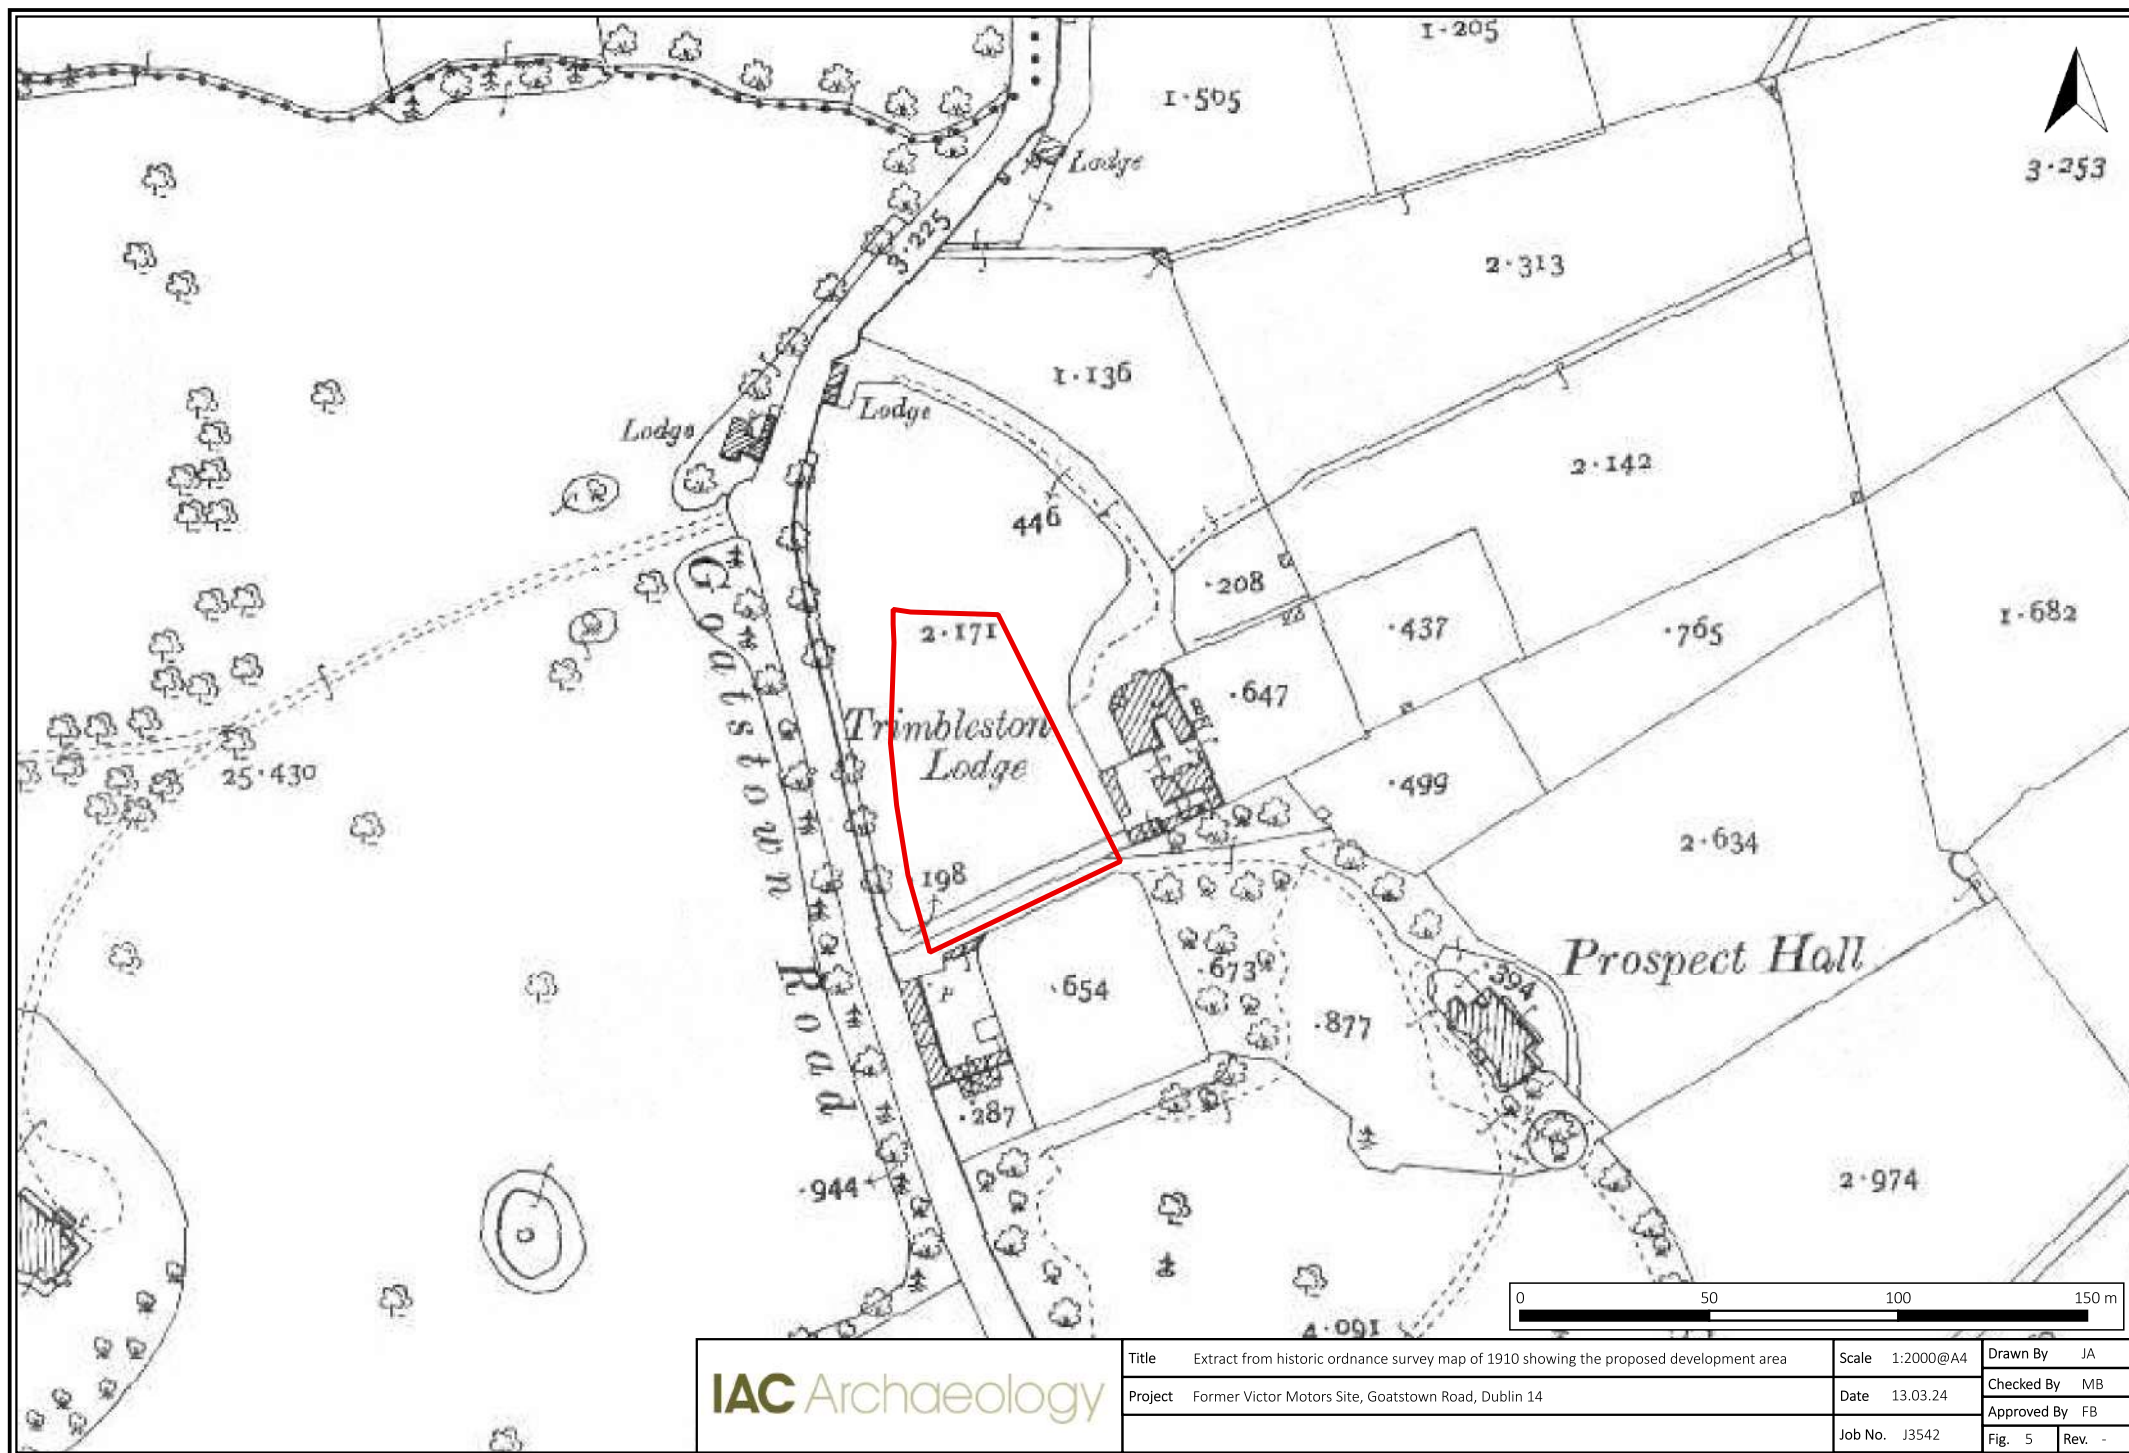 1·205
1·505
3·253
Lodge
3·225
2·313
1·136
Lodge
Lodge
2·142
446
·208
2·171
·437
·765
1·682
·647
Trimbleston
Lodge
25·430
·499
2·634
198
Goatstown Road
Prospect Hall
·654
·673
·394
·877
P
·287
·944
2·974
4·091
0 50 100 150 m
IAC Archaeology
Title Extract from historic ordnance survey map of 1910 showing the proposed development area
Project Former Victor Motors Site, Goatstown Road, Dublin 14
Scale 1:2000@A4
Date 13.03.24
Job No. J3542
Drawn By JA
Checked By MB
Approved By FB
Fig. 5 Rev. -